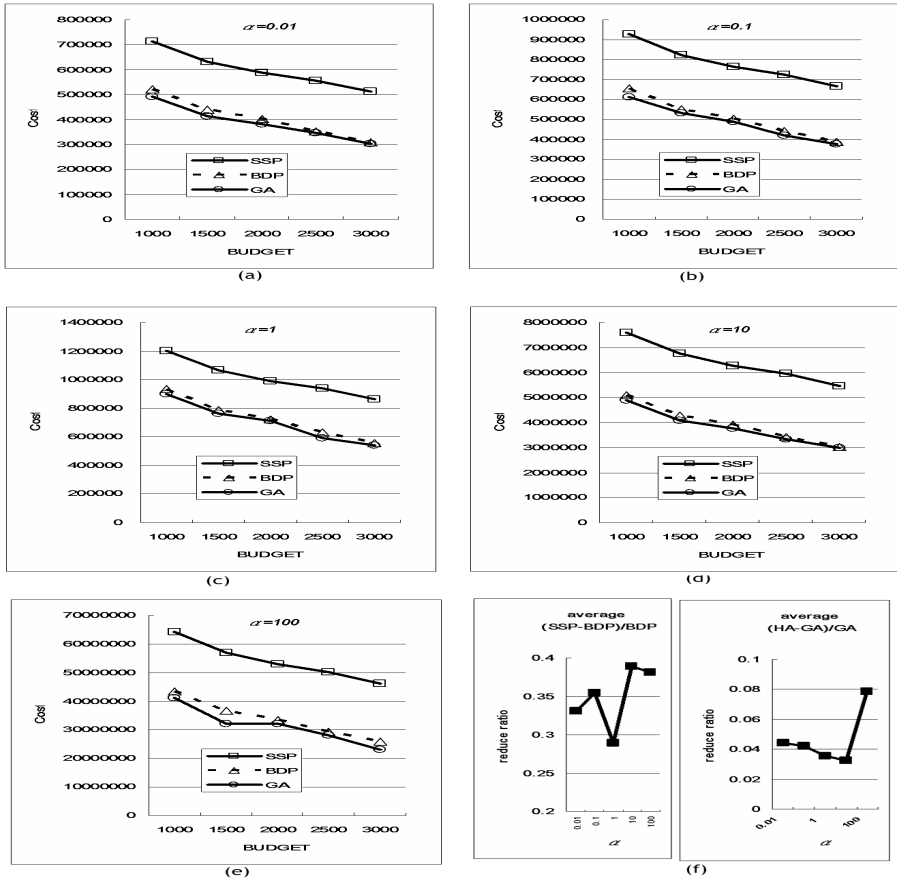 α=0.01
800000
700000
600000
500000
400000
300000
200000
100000
0
Cost
SSP
BDP
GA
1000 1500 2000 2500 3000
BUDGET
(a)
α=0.1
1000000
900000
800000
700000
600000
500000
400000
300000
200000
100000
0
Cost
SSP
BDP
GA
1000 1500 2000 2500 3000
BUDGET
(b)
α=1
1400000
1200000
1000000
800000
600000
400000
200000
0
Cost
SSP
BDP
GA
1000 1500 2000 2500 3000
BUDGET
(c)
α=10
8000000
7000000
6000000
5000000
4000000
3000000
2000000
1000000
0
Cost
SSP
BDP
GA
1000 1500 2000 2500 3000
BUDGET
(d)
α=100
70000000
60000000
50000000
40000000
30000000
20000000
10000000
0
Cost
SSP
BDP
GA
1000 1500 2000 2500 3000
BUDGET
(e)
average
(SSP-BDP)/BDP
0.4
0.35
0.3
0.25
0.2
reduce ratio
0.01 0.1 1 10 100
α
average
(HA-GA)/GA
0.1
0.08
0.06
0.04
0.02
0
reduce ratio
0.01 1 100
α
(f)